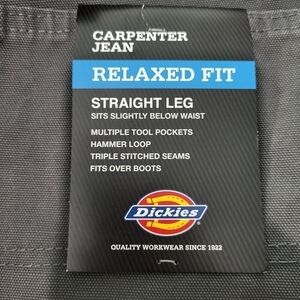 CARPENTER
JEAN
RELAXED FIT
STRAIGHT LEG
SITS SLIGHTLY BELOW WAIST
MULTIPLE TOOL POCKETS
HAMMER LOOP
TRIPLE STITCHED SEAMS
FITS OVER BOOTS
Dickies
QUALITY WORKWEAR SINCE 1922